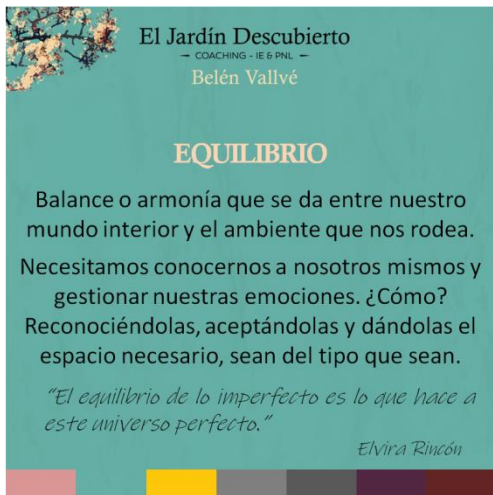 El Jardín Descubierto
COACHING - IE & PNL
Belén Vallvé
EQUILIBRIO
Balance o armonía que se da entre nuestro
mundo interior y el ambiente que nos rodea.
Necesitamos conocernos a nosotros mismos y
gestionar nuestras emociones. ¿Cómo?
Reconociéndolas, aceptándolas y dándolas el
espacio necesario, sean del tipo que sean.
"El equilibrio de lo imperfecto es lo que hace a
este universo perfecto."
Elvira Rincón